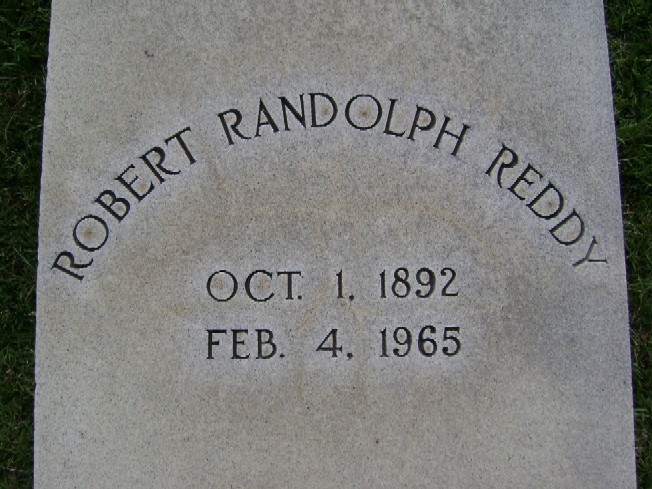 ROBERT RANDOLPH REDDY
OCT. 1, 1892
FEB. 4, 1965